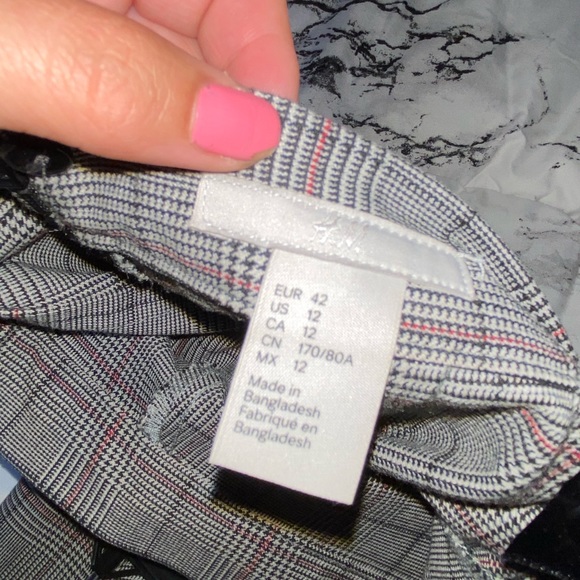 EUR 42
US 12
CA 12
CN 170/80A
MX 12
Made in
Bangladesh
Fabriqué en
Bangladesh